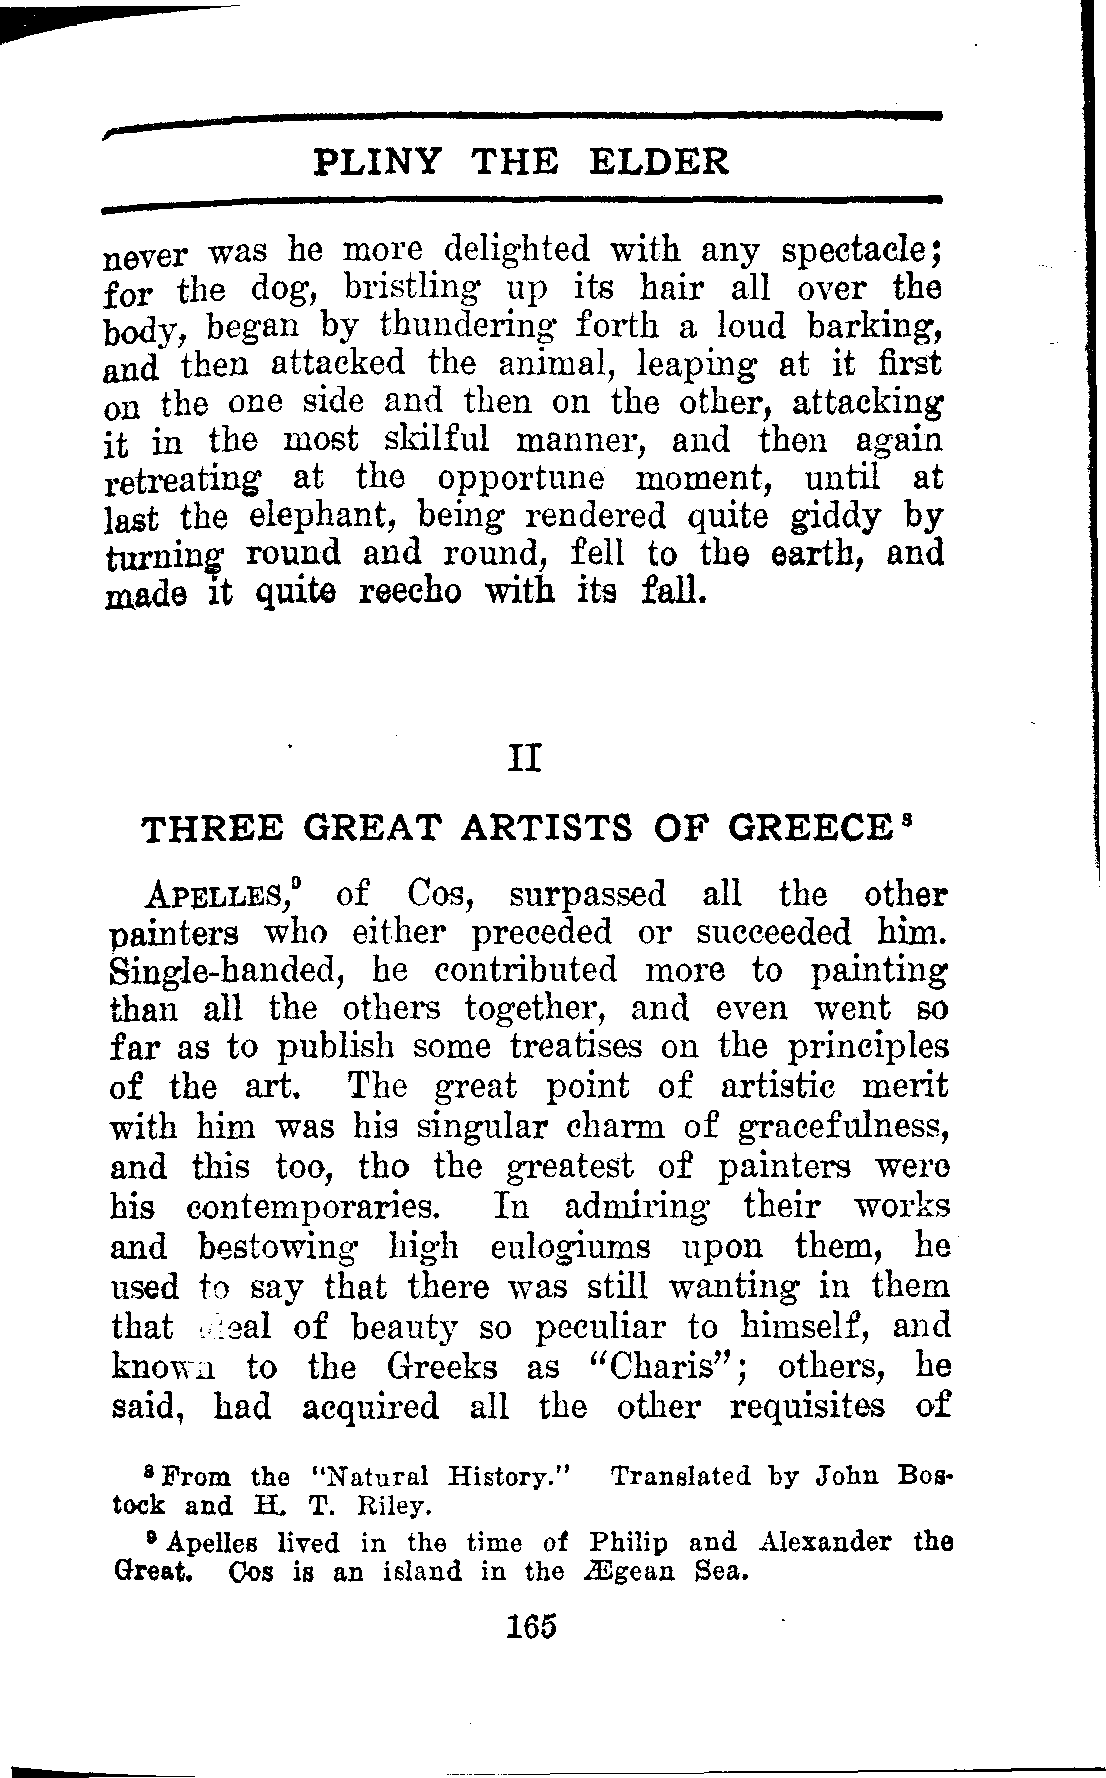 PLINY THE ELDER
never was he more delighted with any spectacle;
for the dog, bristling up its hair all over the
body, began by thundering forth a loud barking,
and then attacked the animal, leaping at it first
on the one side and then on the other, attacking
it in the most skilful manner, and then again
retreating at the opportune moment, until at
last the elephant, being rendered quite giddy by
turning round and round, fell to the earth, and
made it quite reecho with its fall.
II
THREE GREAT ARTISTS OF GREECE⁸
APELLES,⁹ of Cos, surpassed all the other
painters who either preceded or succeeded him.
Single-handed, he contributed more to painting
than all the others together, and even went so
far as to publish some treatises on the principles
of the art. The great point of artistic merit
with him was his singular charm of gracefulness,
and this too, tho the greatest of painters were
his contemporaries. In admiring their works
and bestowing high eulogiums upon them, he
used to say that there was still wanting in them
that ideal of beauty so peculiar to himself, and
known to the Greeks as "Charis"; others, he
said, had acquired all the other requisites of
⁸ From the "Natural History." Translated by John Bos-
tock and H. T. Riley.
⁹ Apelles lived in the time of Philip and Alexander the
Great. Cos is an island in the Ægean Sea.
165